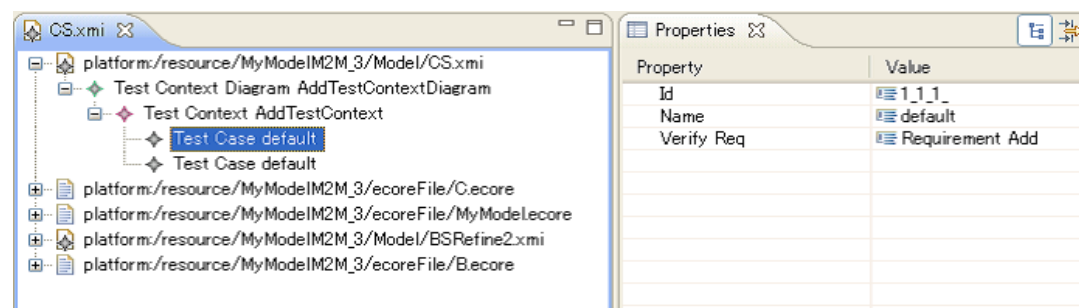 CS.xmi
platform:/resource/MyModelM2M_3/Model/CS.xmi
Test Context Diagram AddTestContextDiagram
Test Context AddTestContext
Test Case default
Test Case default
platform:/resource/MyModelM2M_3/ecoreFile/C.ecore
platform:/resource/MyModelM2M_3/ecoreFile/MyModel.ecore
platform:/resource/MyModelM2M_3/Model/BSRefine2.xmi
platform:/resource/MyModelM2M_3/ecoreFile/B.ecore
Properties
Property Value
Id 1_1_1_
Name default
Verify Req Requirement Add